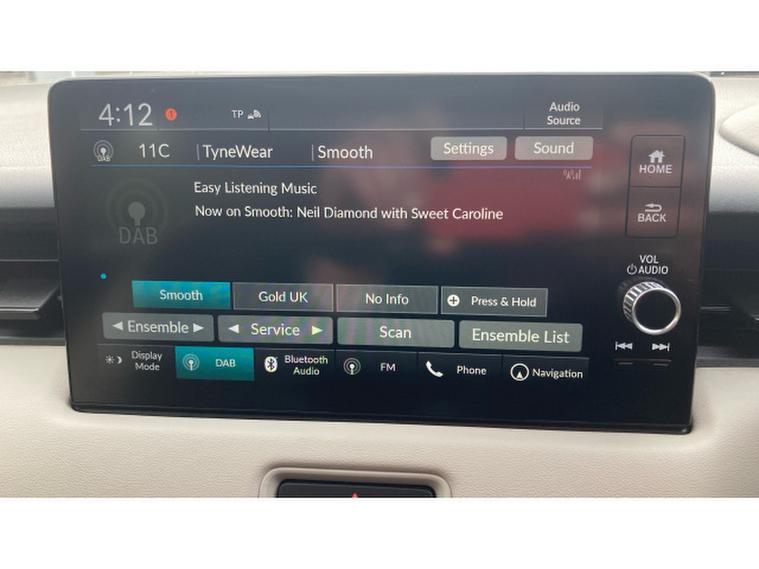 4:12 1 TP Audio Source
DAB 11C TyneWear Smooth Settings Sound
HOME
Easy Listening Music
Now on Smooth: Neil Diamond with Sweet Caroline
DAB
BACK
VOL
AUDIO
Smooth Gold UK No Info Press & Hold
Ensemble Service Scan Ensemble List
Display Mode DAB Bluetooth Audio FM Phone Navigation